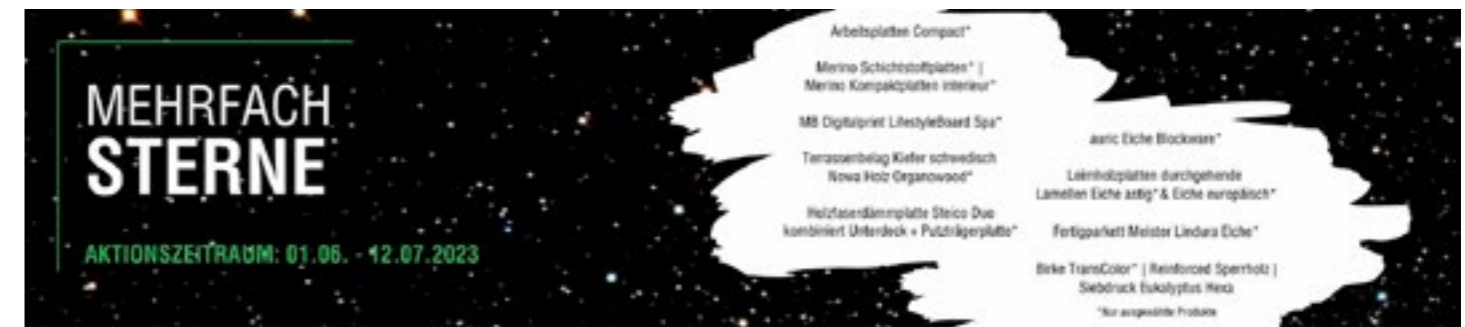 MEHRFACH
STERNE
AKTIONSZEITRAUM: 01.06. - 12.07.2023
Arbeitsplatten Compact*
Merino Schichtstoffplatten* |
Merino Kompaktplatten Interieur*
MB Digitalprint LifestyleBoard Spa*
Terrassenbelag Kiefer schwedisch
Nowa Holz Organowood*
Holzfaserdämmplatte Steico Duo
kombiniert Unterdeck + Putzträgerplatte*
auric Eiche Blockware*
Leimholzplatten durchgehende
Lamellen Eiche astig* & Eiche europäisch*
Fertigparkett Meister Lindura Eiche*
Birke TransColor* | Reinforced Sperrholz |
Siebdruck Eukalyptus Hexa
*Nur ausgewählte Produkte